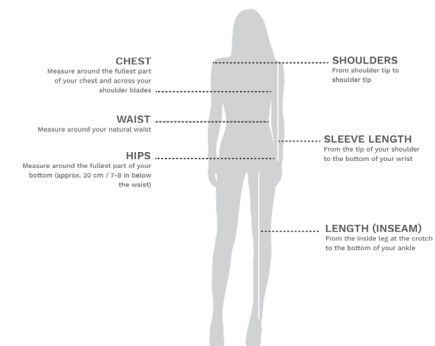 CHEST
Measure around the fullest part
of your chest and across your
shoulder blades
WAIST
Measure around your natural waist
HIPS
Measure around the fullest part of your
bottom (approx. 20 cm / 7-8 in below
the waist)
SHOULDERS
From shoulder tip to
shoulder tip
SLEEVE LENGTH
From the tip of your shoulder
to the bottom of your wrist
LENGTH (INSEAM)
From the inside leg at the crotch
to the bottom of your ankle